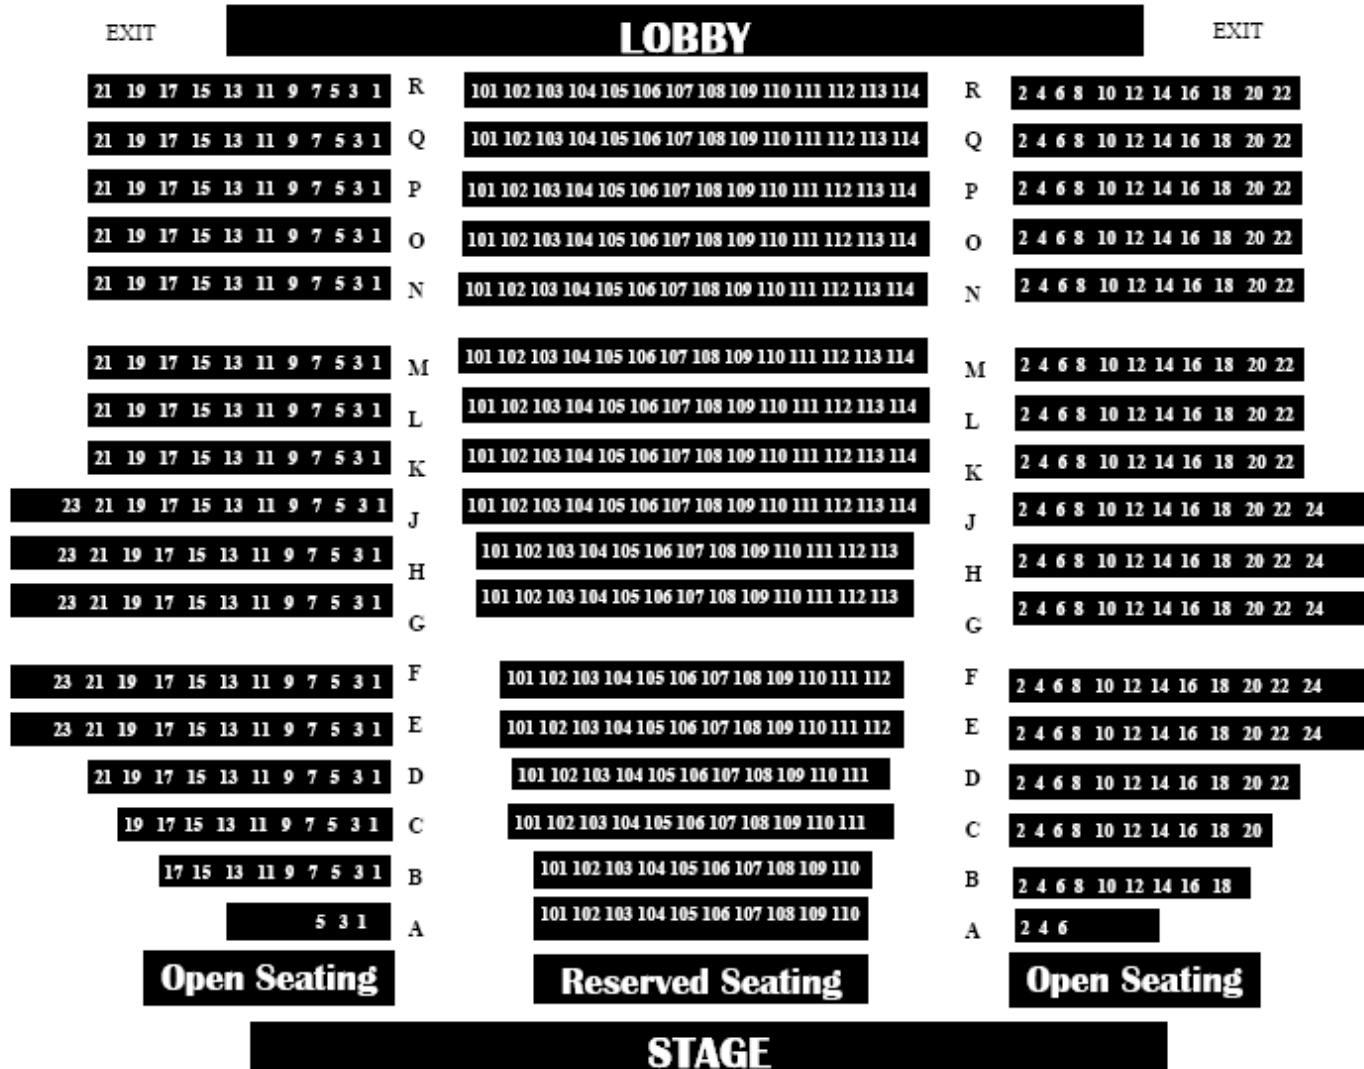 EXIT LOBBY EXIT
21 19 17 15 13 11 9 7 5 3 1 R 101 102 103 104 105 106 107 108 109 110 111 112 113 114 R 2 4 6 8 10 12 14 16 18 20 22
21 19 17 15 13 11 9 7 5 3 1 Q 101 102 103 104 105 106 107 108 109 110 111 112 113 114 Q 2 4 6 8 10 12 14 16 18 20 22
21 19 17 15 13 11 9 7 5 3 1 P 101 102 103 104 105 106 107 108 109 110 111 112 113 114 P 2 4 6 8 10 12 14 16 18 20 22
21 19 17 15 13 11 9 7 5 3 1 O 101 102 103 104 105 106 107 108 109 110 111 112 113 114 O 2 4 6 8 10 12 14 16 18 20 22
21 19 17 15 13 11 9 7 5 3 1 N 101 102 103 104 105 106 107 108 109 110 111 112 113 114 N 2 4 6 8 10 12 14 16 18 20 22
21 19 17 15 13 11 9 7 5 3 1 M 101 102 103 104 105 106 107 108 109 110 111 112 113 114 M 2 4 6 8 10 12 14 16 18 20 22
21 19 17 15 13 11 9 7 5 3 1 L 101 102 103 104 105 106 107 108 109 110 111 112 113 114 L 2 4 6 8 10 12 14 16 18 20 22
21 19 17 15 13 11 9 7 5 3 1 K 101 102 103 104 105 106 107 108 109 110 111 112 113 114 K 2 4 6 8 10 12 14 16 18 20 22
23 21 19 17 15 13 11 9 7 5 3 1 J 101 102 103 104 105 106 107 108 109 110 111 112 113 114 J 2 4 6 8 10 12 14 16 18 20 22 24
23 21 19 17 15 13 11 9 7 5 3 1 H 101 102 103 104 105 106 107 108 109 110 111 112 113 H 2 4 6 8 10 12 14 16 18 20 22 24
23 21 19 17 15 13 11 9 7 5 3 1 G 101 102 103 104 105 106 107 108 109 110 111 112 113 G 2 4 6 8 10 12 14 16 18 20 22 24
23 21 19 17 15 13 11 9 7 5 3 1 F 101 102 103 104 105 106 107 108 109 110 111 112 F 2 4 6 8 10 12 14 16 18 20 22 24
23 21 19 17 15 13 11 9 7 5 3 1 E 101 102 103 104 105 106 107 108 109 110 111 112 E 2 4 6 8 10 12 14 16 18 20 22 24
21 19 17 15 13 11 9 7 5 3 1 D 101 102 103 104 105 106 107 108 109 110 111 D 2 4 6 8 10 12 14 16 18 20 22
19 17 15 13 11 9 7 5 3 1 C 101 102 103 104 105 106 107 108 109 110 111 C 2 4 6 8 10 12 14 16 18 20
17 15 13 11 9 7 5 3 1 B 101 102 103 104 105 106 107 108 109 110 B 2 4 6 8 10 12 14 16 18
5 3 1 A 101 102 103 104 105 106 107 108 109 110 A 2 4 6
Open Seating Reserved Seating Open Seating
STAGE